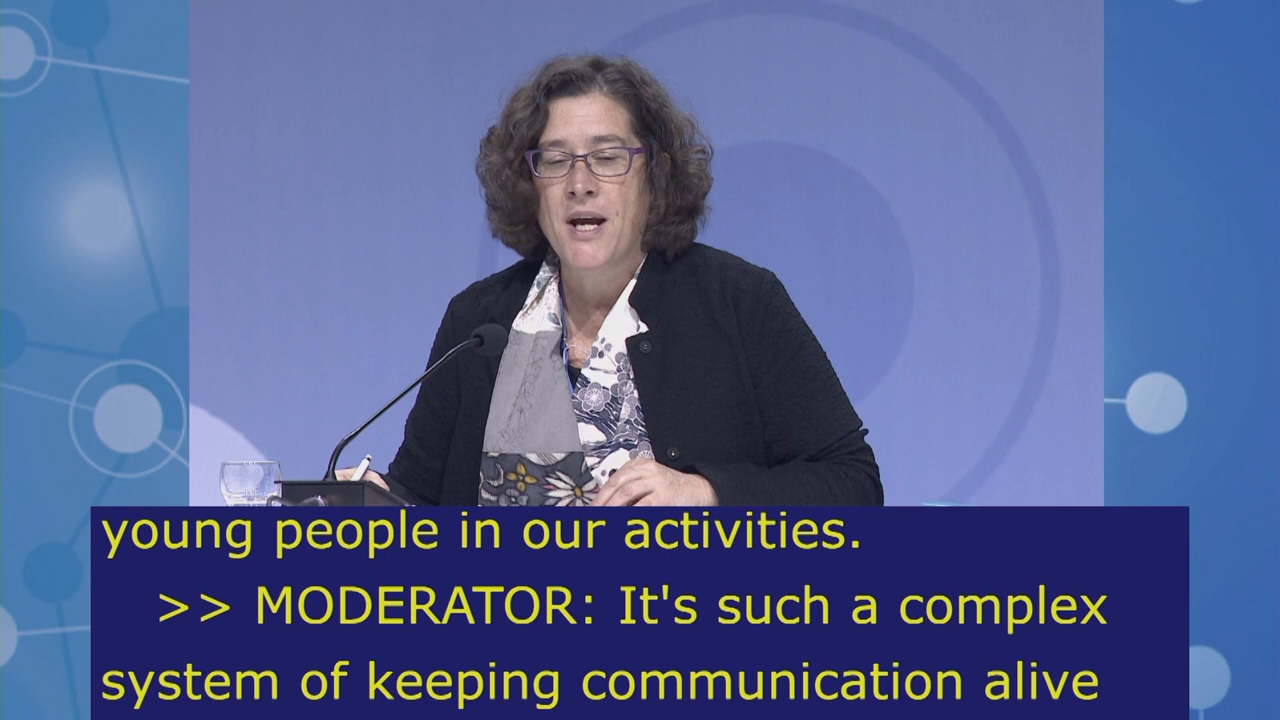 young people in our activities.
>> MODERATOR: It's such a complex
system of keeping communication alive